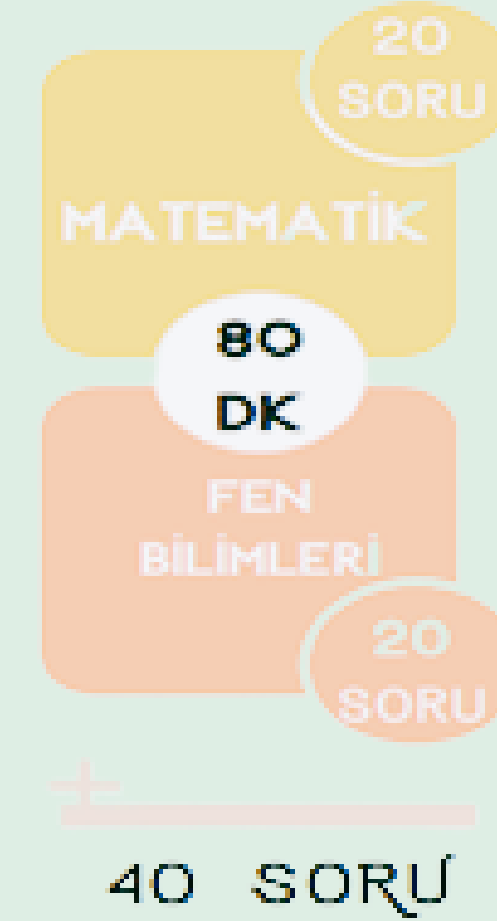 20
SORU
MATEMATİK
80
DK
FEN
BİLİMLERİ
20
SORU
+
40 SORU